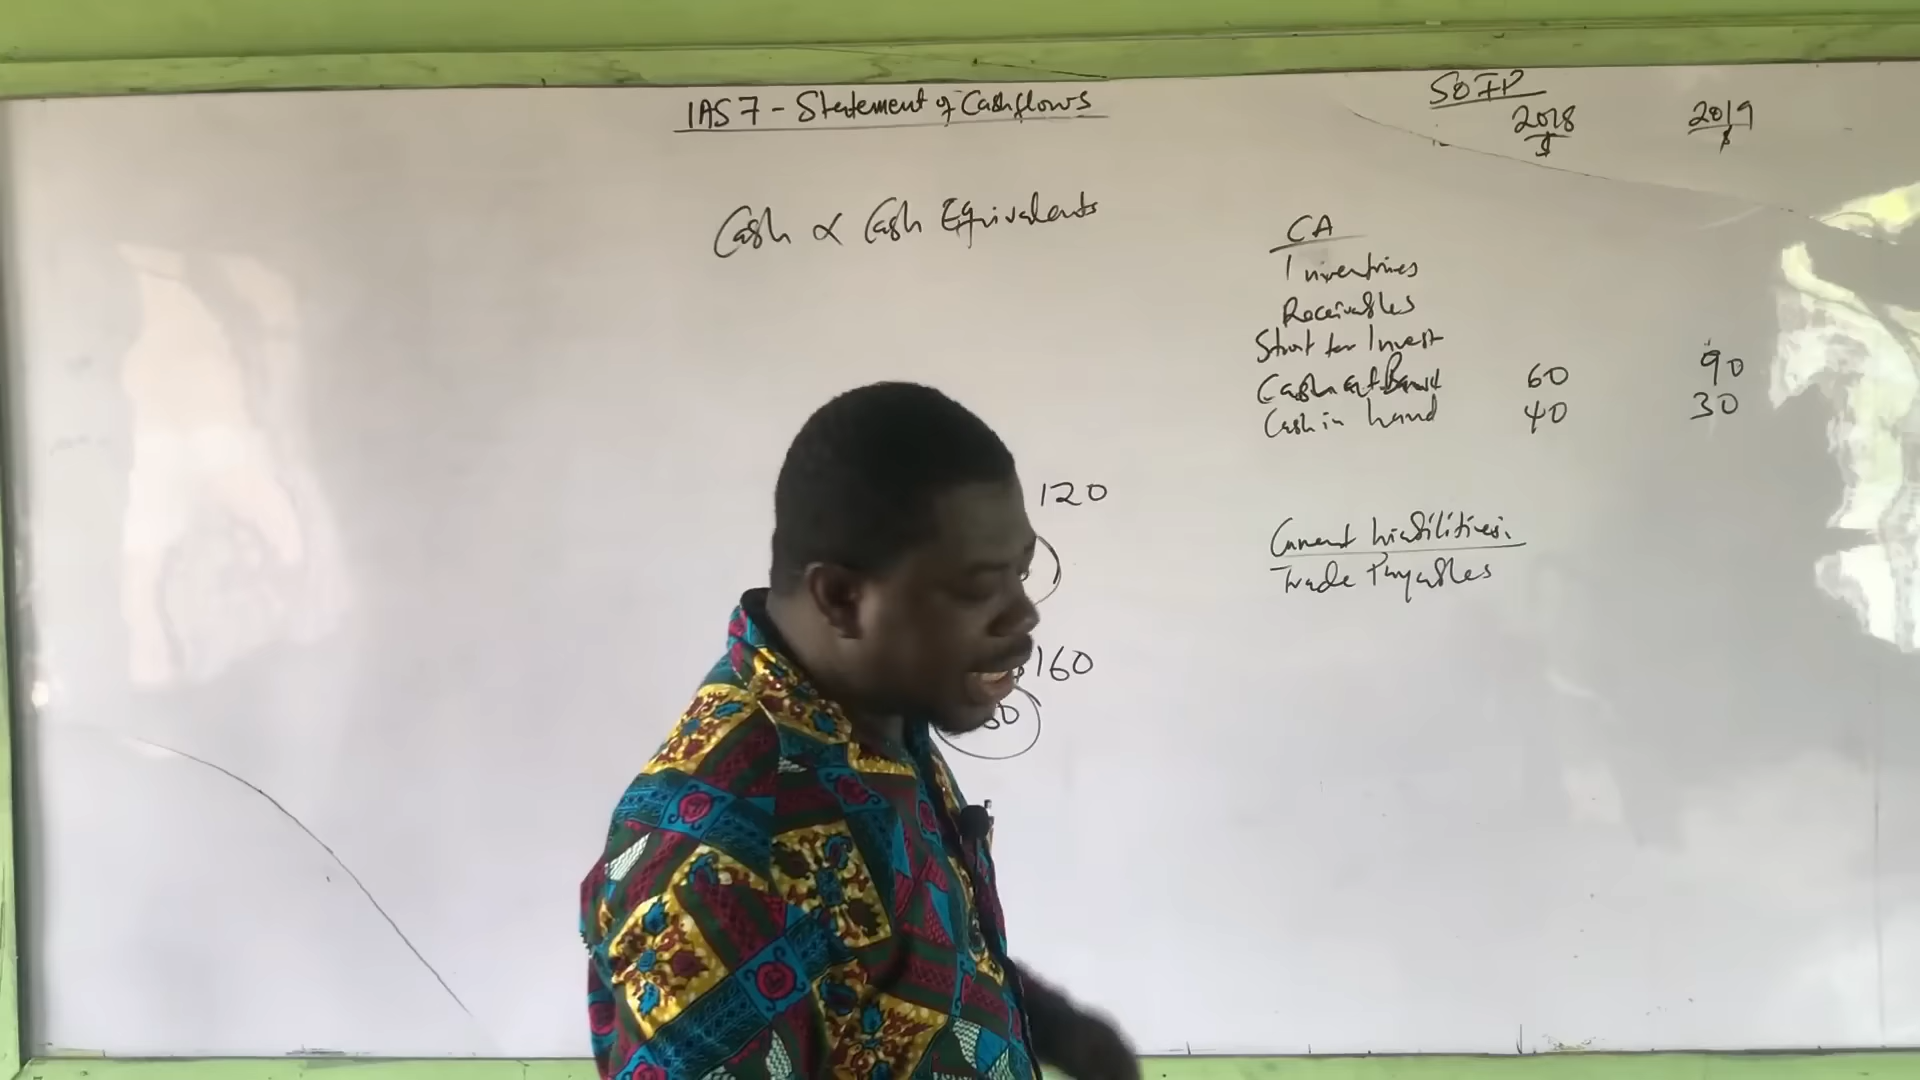 IAS 7 - Statement of Cashflows
Cash & Cash Equivalents
120
160
SOFP
2018 2019
$ $
CA
Inventories
Receivables
Short ter Invest
Cash at Bank 60 90
Cash in hand 40 30
Current Liabilities:
Trade Payables